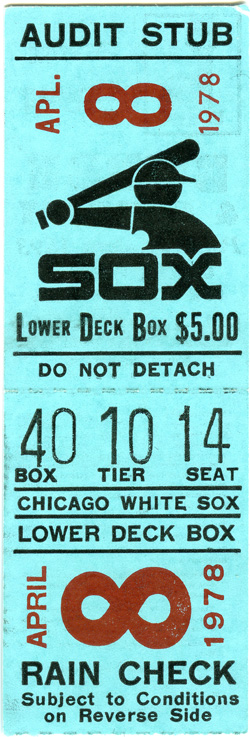 AUDIT STUB
APL. 8 1978
SOX
LOWER DECK BOX $5.00
DO NOT DETACH
40 10 14
BOX TIER SEAT
CHICAGO WHITE SOX
LOWER DECK BOX
APRIL 8 1978
RAIN CHECK
Subject to Conditions
on Reverse Side